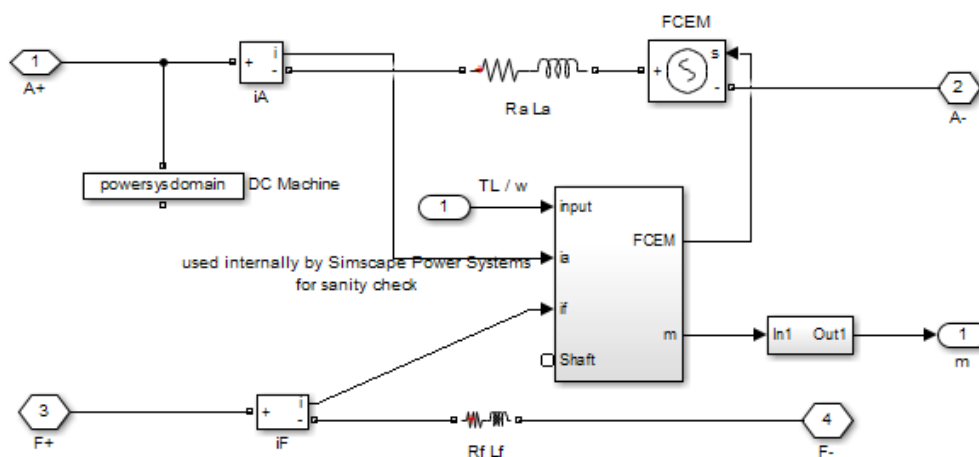 FCEM
1
A+
+
i
-
iA
Ra La
+
s
-
2
A-
powersysdomain
DC Machine
TL / w
1
input
FCEM
used internally by Simscape Power Systems
for sanity check
ia
if
m
Shaft
In1
Out1
1
m
3
F+
+
i
-
iF
Rf Lf
4
F-